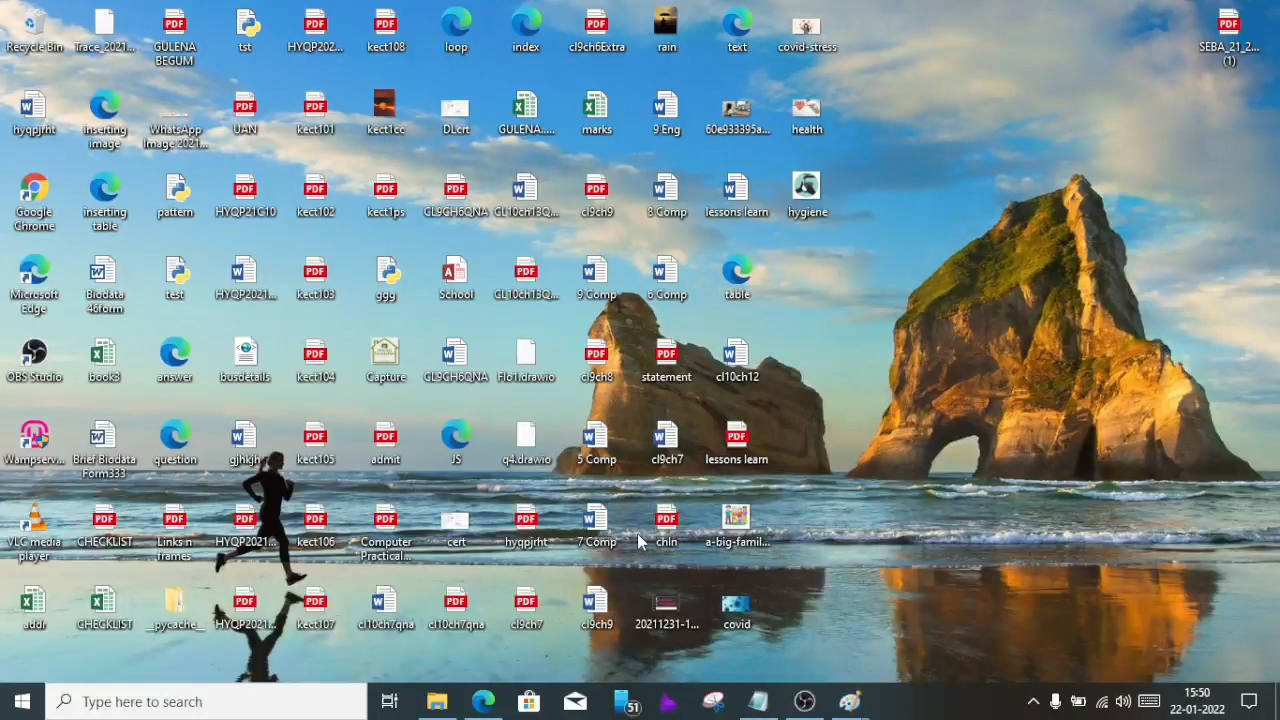 Recycle Bin
Trace_2021...
GULENA
BEGUM
tst
HYQP202...
kect108
loop
index
cl9ch6Extra
rain
text
covid-stress
SEBA_21_2...
(1)
hyqpjrht
inserting
image
WhatsApp
Image 2021...
UAN
kect101
kect1cc
DLcrt
GULENA....
marks
9 Eng
60e933395a...
health
Google
Chrome
inserting
table
pattern
HYQP21C10
kect102
kect1ps
CL9CH6QNA
CL10ch13Q...
cl9ch9
8 Comp
lessons learn
hygiene
Microsoft
Edge
Biodata
46form
test
HYQP2021...
kect103
ggg
School
CL10ch13Q...
9 Comp
6 Comp
table
OBS Studio
book3
answer
busdetails
kect104
Capture
CL9CH6QNA
Flo1.drawio
cl9ch8
statement
cl10ch12
Wampserv...
Brief Biodata
Form333
question
gjhkjh
kect105
admit
JS
q4.drawio
5 Comp
cl9ch7
lessons learn
VLC media
player
CHECKLIST
Links n
frames
HYQP2021...
kect106
Computer
Practical...
cert
hyqpjrht
7 Comp
chln
a-big-famil...
addr
CHECKLIST
__pycache__
HYQP2021...
kect107
cl10ch7qna
cl10ch7qna
cl9ch7
cl9ch9
20211231-1...
covid
Type here to search
51
15:50
22-01-2022